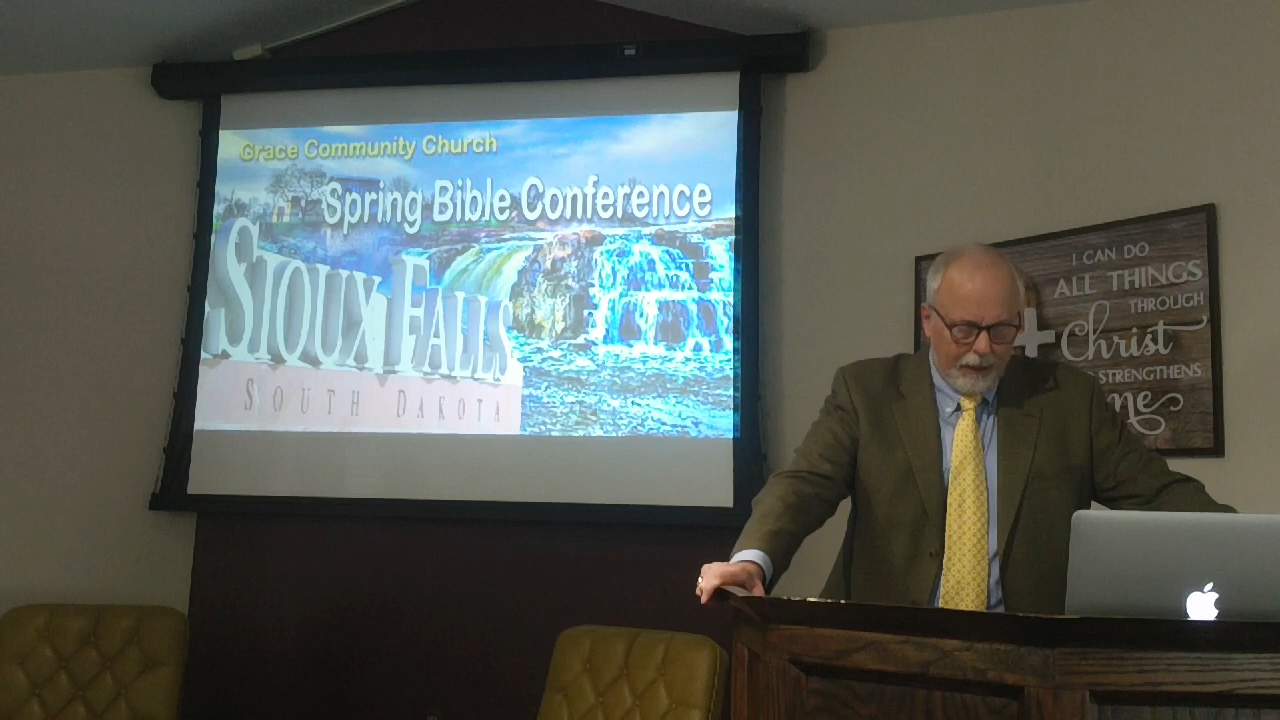 Grace Community Church
Spring Bible Conference
SIOUX FALLS
SOUTH DAKOTA
I CAN DO
ALL THINGS
THROUGH
Christ
STRENGTHENS
me